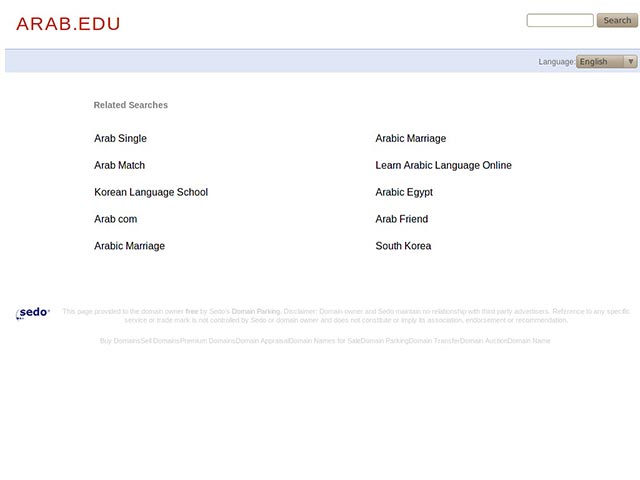 ARAB.EDU
Search
Language: English
Related Searches
Arab Single
Arabic Marriage
Arab Match
Learn Arabic Language Online
Korean Language School
Arabic Egypt
Arab com
Arab Friend
Arabic Marriage
South Korea
sedo
This page provided to the domain owner free by Sedo's Domain Parking. Disclaimer: Domain owner and Sedo maintain no relationship with third party advertisers. Reference to any specific
service or trade mark is not controlled by Sedo or domain owner and does not constitute or imply its association, endorsement or recommendation.
Buy DomainsSell DomainsPremium DomainsDomain AppraisalDomain Names for SaleDomain ParkingDomain TransferDomain AuctionDomain Name